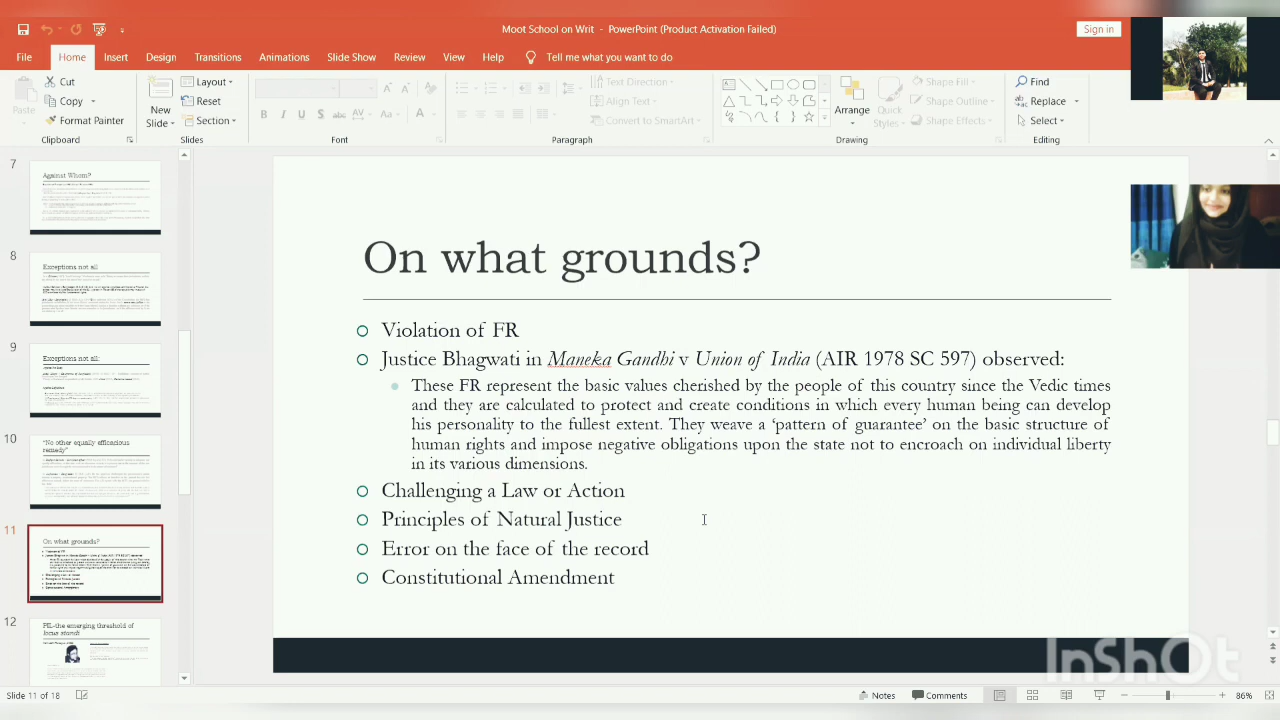 Moot School on Writ - PowerPoint (Product Activation Failed)
Sign in
File Home Insert Design Transitions Animations Slide Show Review View Help Tell me what you want to do
Paste
Cut
Copy
Format Painter
Clipboard
New
Slide
Layout
Reset
Section
Slides
B I U S abc AV Aa A
Font
Text Direction
Align Text
Convert to SmartArt
Paragraph
Arrange
Quick
Styles
Shape Fill
Shape Outline
Shape Effects
Drawing
Find
Replace
Select
Editing
7
Against Whom?
8
Exceptions not all
9
Exceptions not all:
10
"No other equally efficacious
remedy"
11
On what grounds?
12
PIL-the emerging threshold of
locus standi
On what grounds?
Violation of FR
Justice Bhagwati in Maneka Gandhi v Union of India (AIR 1978 SC 597) observed:
These FR represent the basic values cherished by the people of this country since the Vedic times
and they are calculated to protect and create conditions in which every human being can develop
his personality to the fullest extent. They weave a ‘pattern of guarantee’ on the basic structure of
human rights and impose negative obligations upon the state not to encroach on individual liberty
in its various dimensions.
Challenging a Law or Action
Principles of Natural Justice
Error on the face of the record
Constitutional Amendment
InShOt
Slide 11 of 18
Notes
Comments
86%